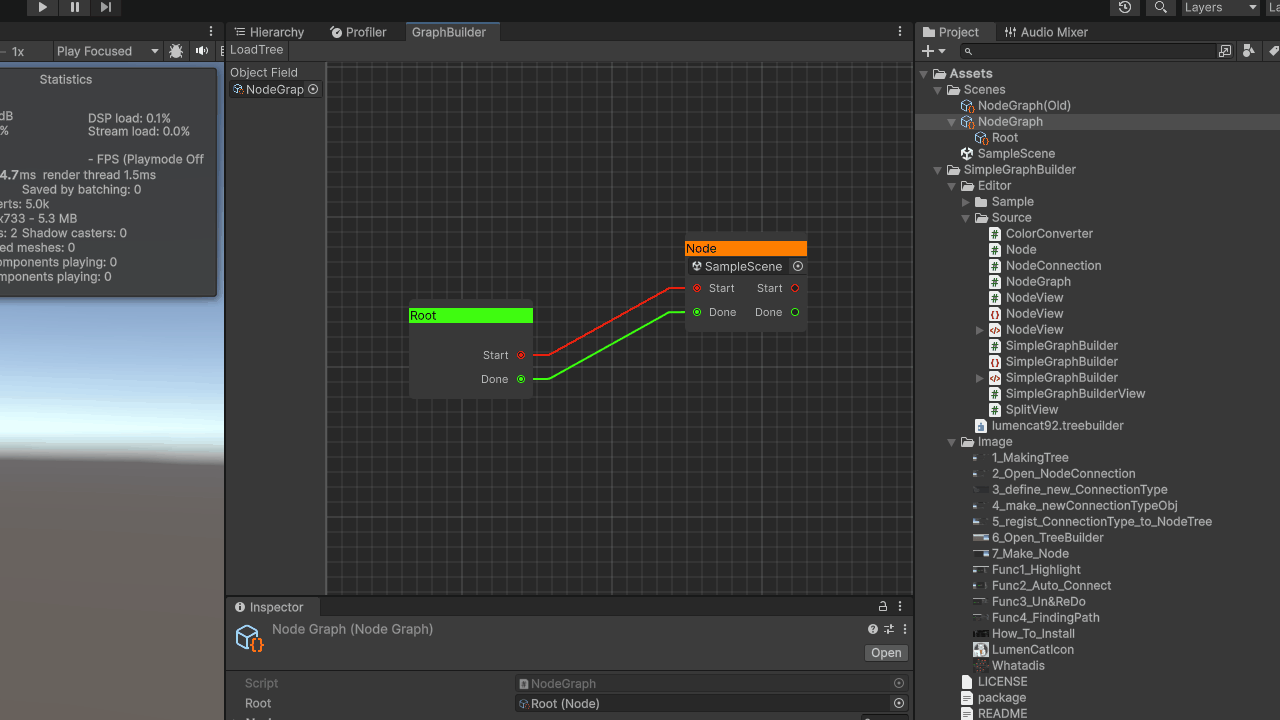 Layers
La
1x
Play Focused
Statistics
dB
DSP load: 0.1%
%
Stream load: 0.0%
- FPS (Playmode Off
4.7ms render thread 1.5ms
Saved by batching: 0
erts: 5.0k
x733 - 5.3 MB
s: 2 Shadow casters: 0
ed meshes: 0
omponents playing: 0
mponents playing: 0
Hierarchy
Profiler
GraphBuilder
LoadTree
Object Field
NodeGrap
Root
Start
Done
Node
SampleScene
Start Start
Done Done
Inspector
Node Graph (Node Graph)
Open
Script
NodeGraph
Root
Root (Node)
Project
Audio Mixer
Assets
Scenes
NodeGraph(Old)
NodeGraph
Root
SampleScene
SimpleGraphBuilder
Editor
Sample
Source
ColorConverter
Node
NodeConnection
NodeGraph
NodeView
NodeView
NodeView
SimpleGraphBuilder
SimpleGraphBuilder
SimpleGraphBuilder
SimpleGraphBuilderView
SplitView
lumencat92.treebuilder
Image
1_MakingTree
2_Open_NodeConnection
3_define_new_ConnectionType
4_make_newConnectionTypeObj
5_regist_ConnectionType_to_NodeTree
6_Open_TreeBuilder
7_Make_Node
Func1_Highlight
Func2_Auto_Connect
Func3_Un&ReDo
Func4_FindingPath
How_To_Install
LumenCatIcon
Whatadis
LICENSE
package
README